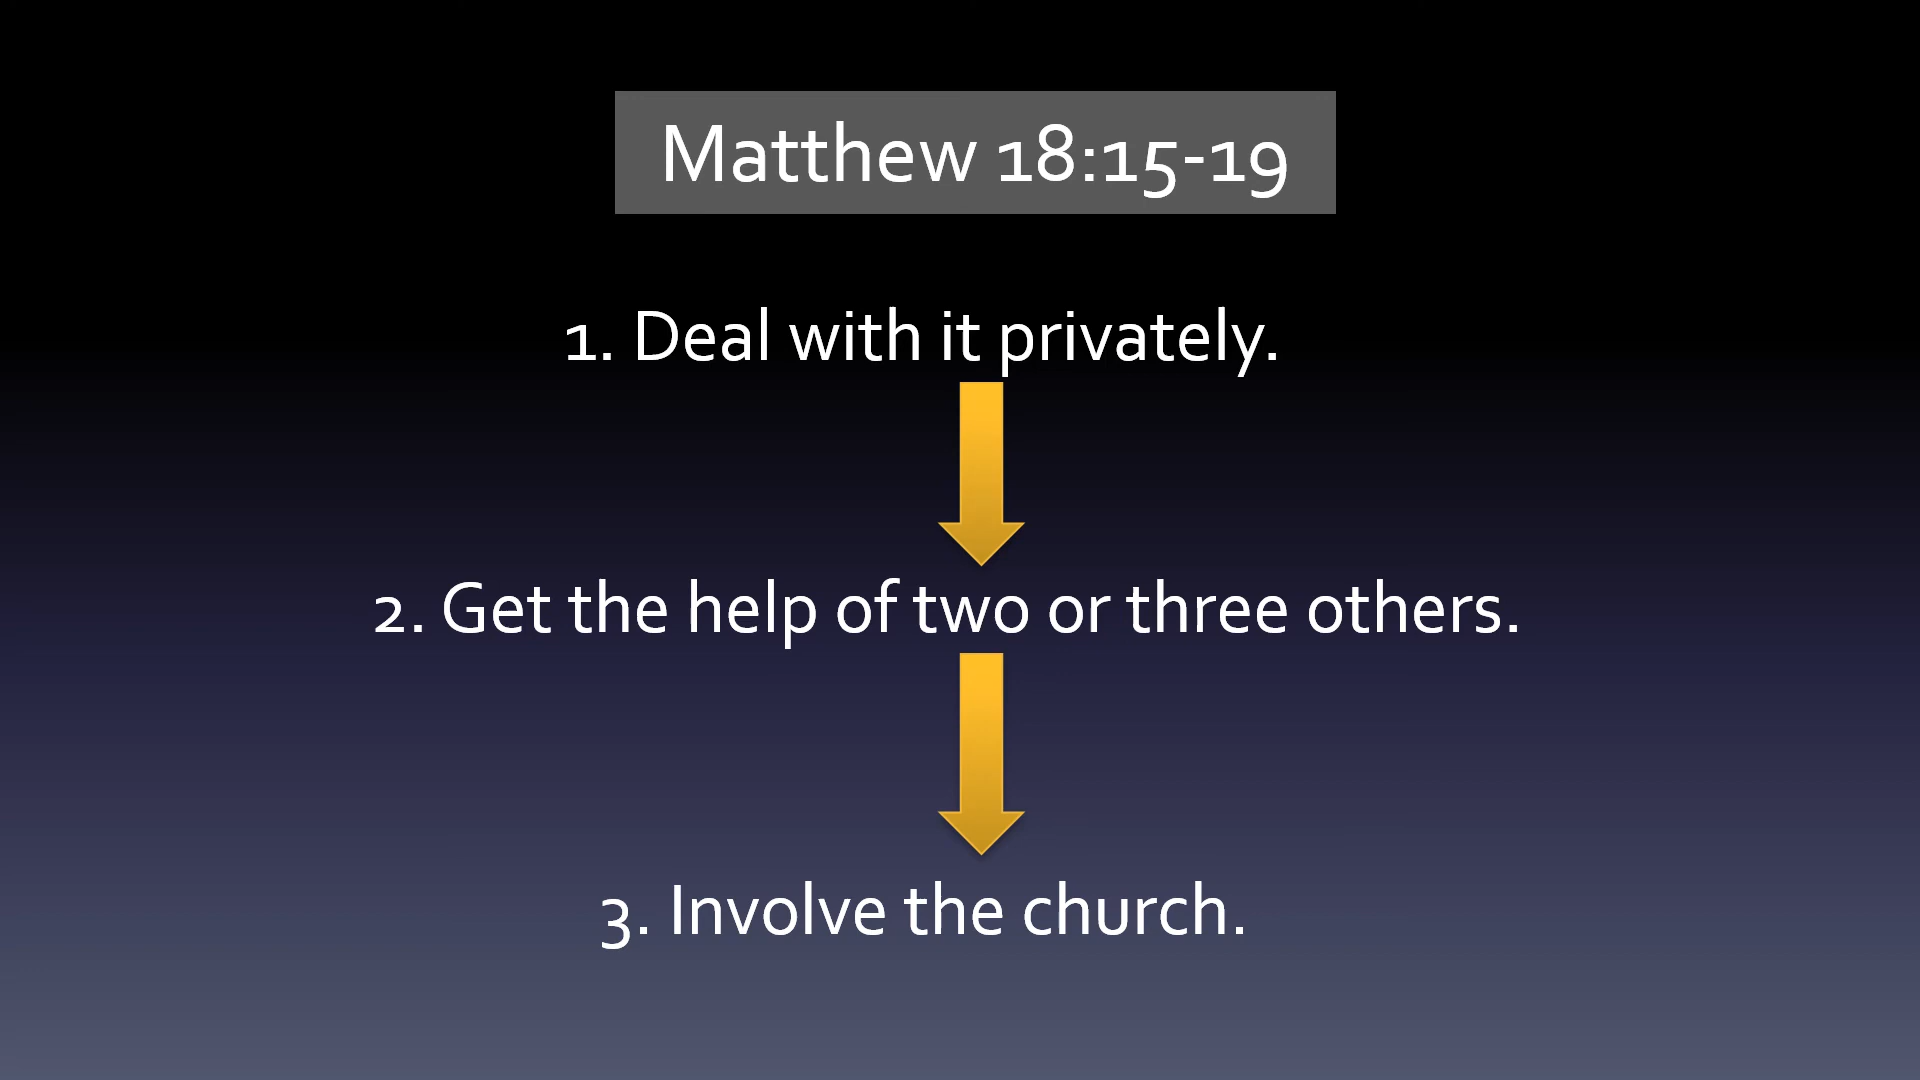 Matthew 18:15-19
1. Deal with it privately.
2. Get the help of two or three others.
3. Involve the church.